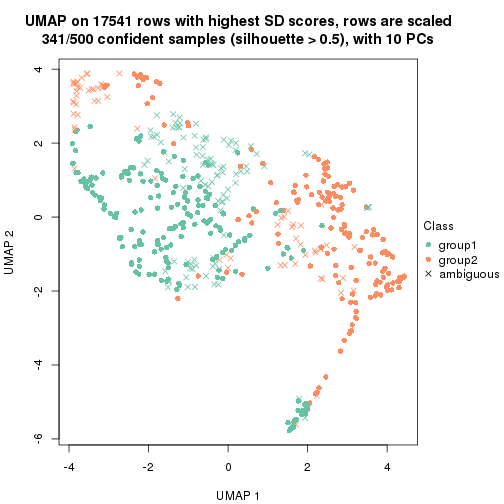 UMAP on 17541 rows with highest SD scores, rows are scaled
341/500 confident samples (silhouette > 0.5), with 10 PCs
4
2
0
-2
-4
-6
UMAP 2
-4
-2
0
2
4
UMAP 1
Class
group1
group2
ambiguous